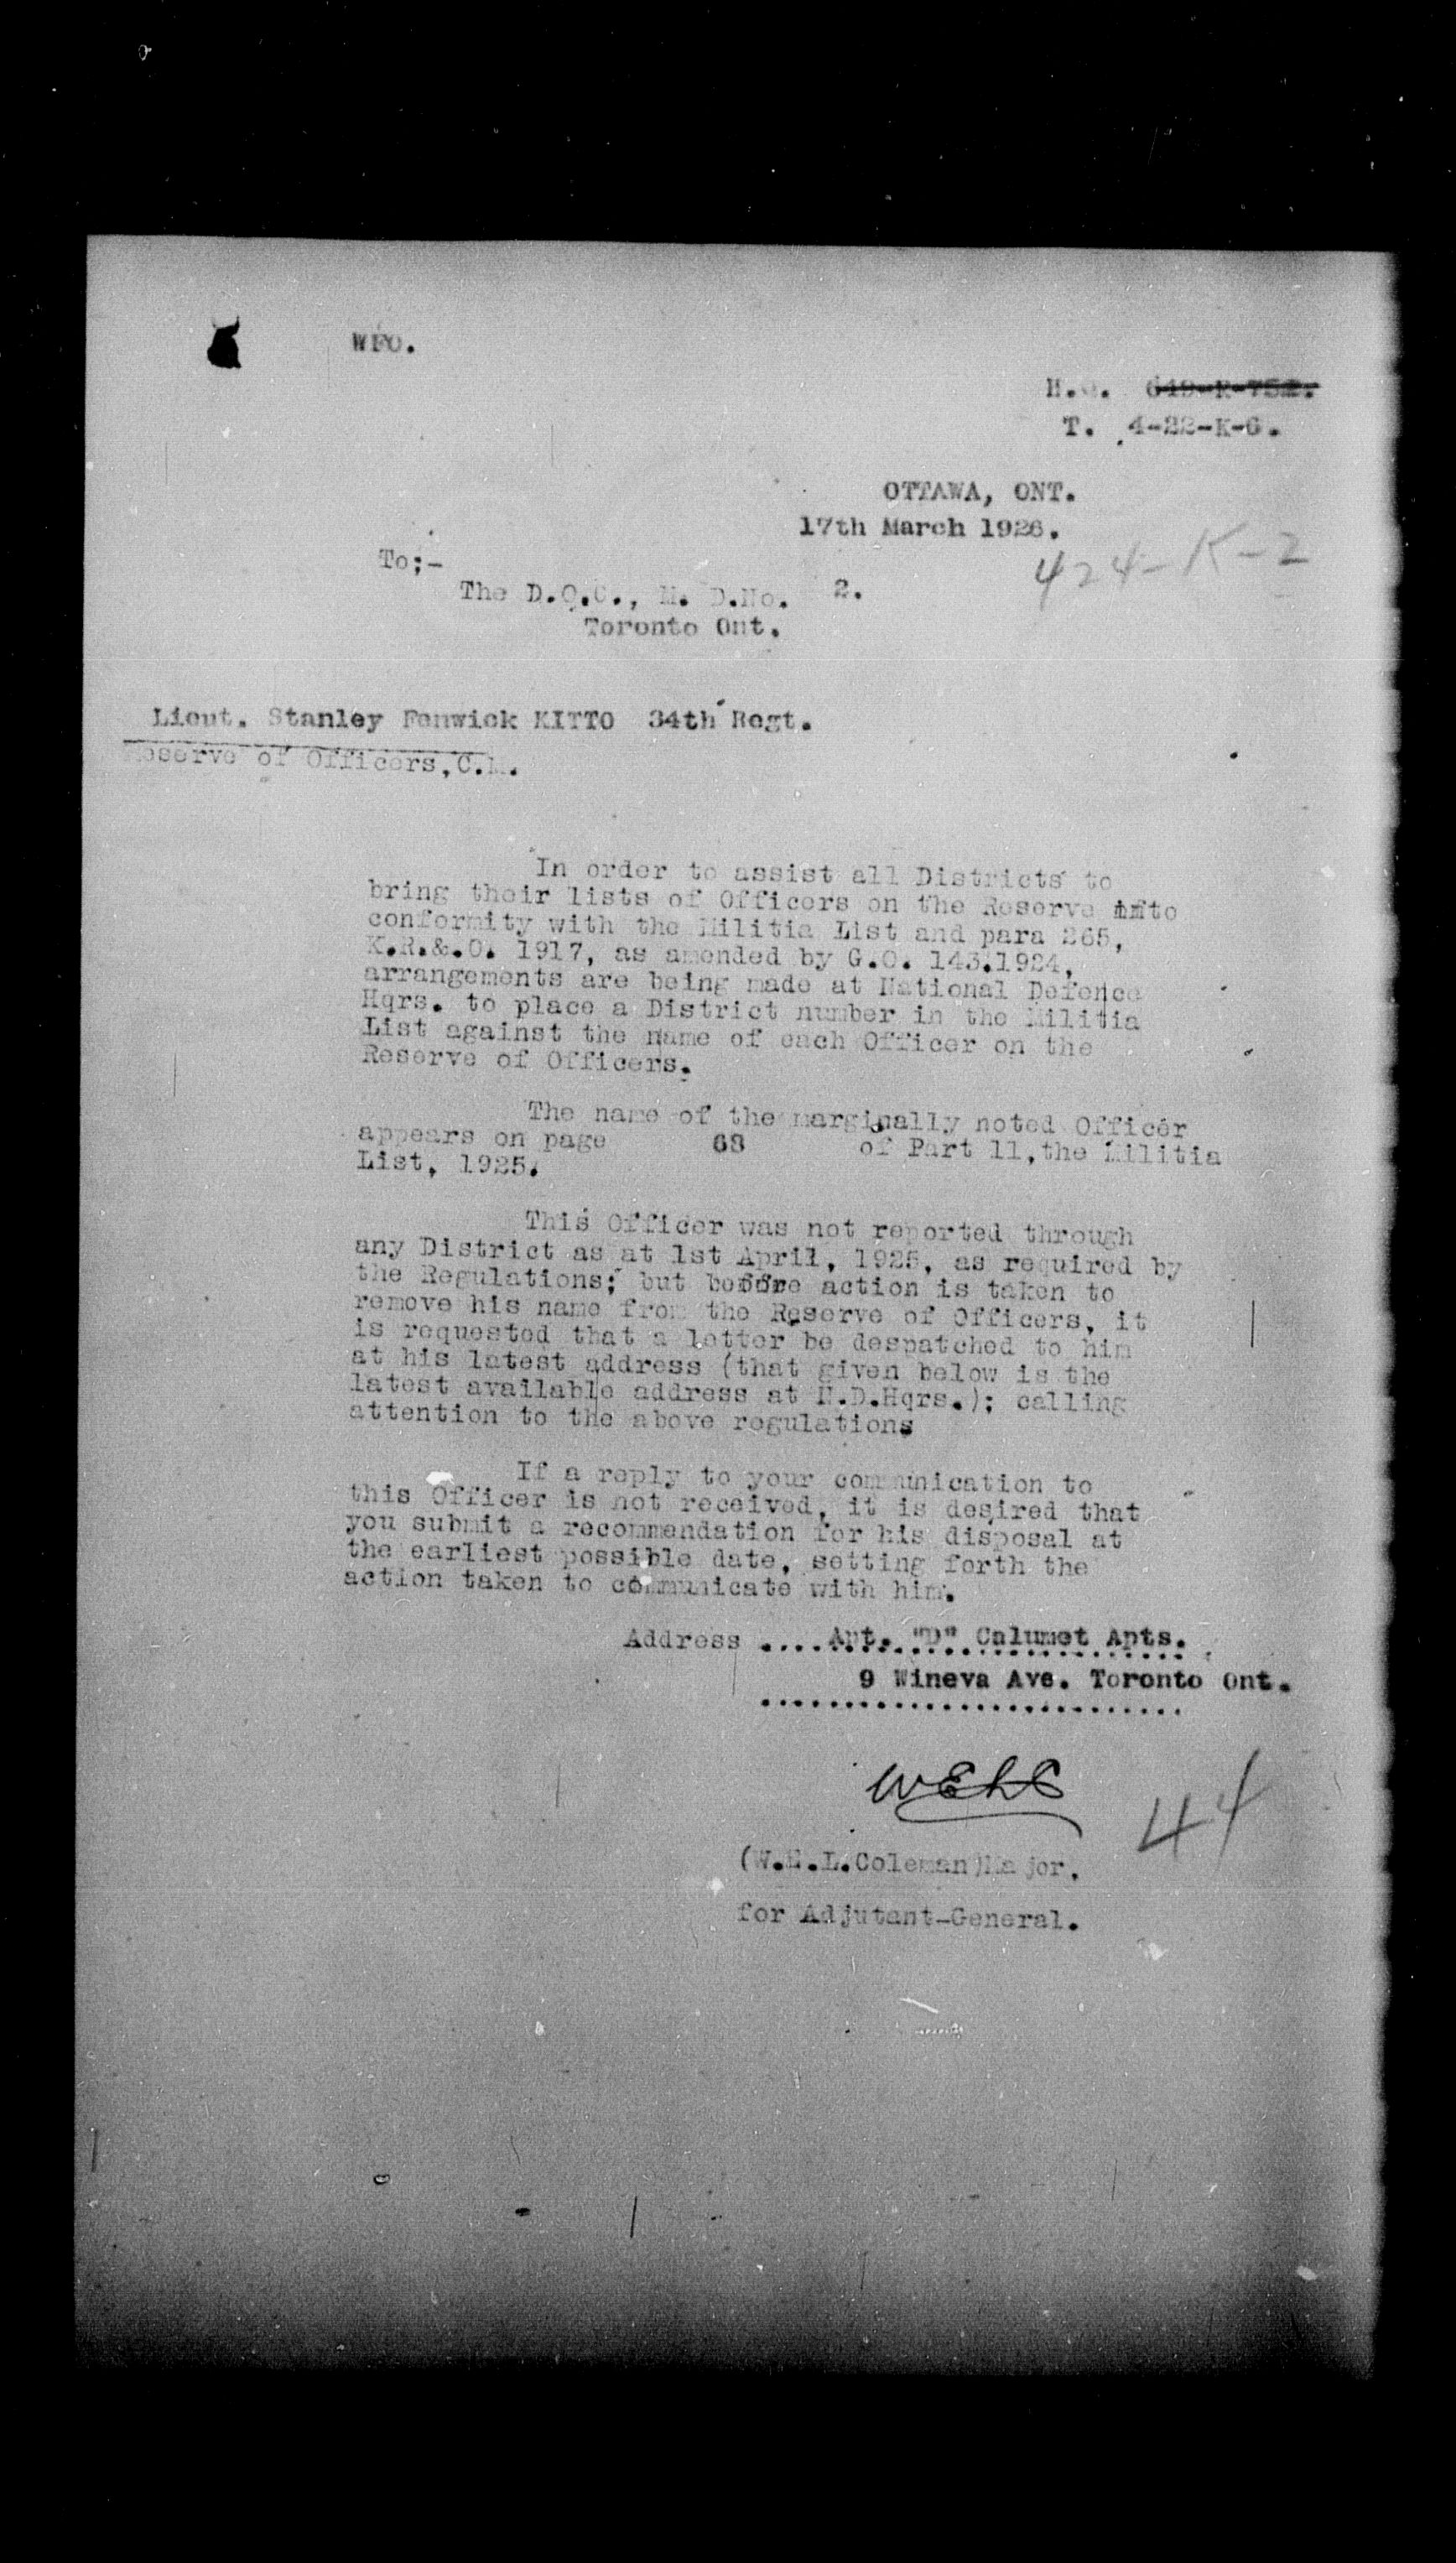 WFO.
H.Q.
T. 4-22-K-6.
OTTAWA, ONT.
17th March 1926.
424-K-2
To;-
The D.O.C., M. D.No. 2.
Toronto Ont.
Lieut. Stanley Fenwick KITTO 34th Regt.
Reserve of Officers,C.M.
In order to assist all Districts to
bring their lists of Officers on the Reserve into
conformity with the Militia List and para 265,
K.R.&.O. 1917, as amended by G.O. 143.1924,
arrangements are being made at National Defence
Hqrs. to place a District number in the Militia
List against the name of each Officer on the
Reserve of Officers.
The name of the marginally noted Officer
appears on page 68 of Part 11,the Militia
List, 1925.
This Officer was not reported through
any District as at 1st April, 1925, as required by
the Regulations; but before action is taken to
remove his name from the Reserve of Officers, it
is requested that a letter be despatched to him
at his latest address (that given below is the
latest available address at N.D.Hqrs.); calling
attention to the above regulations
If a reply to your communication to
this Officer is not received, it is desired that
you submit a recommendation for his disposal at
the earliest possible date, setting forth the
action taken to communicate with him.
Address .... Apt. "D" Calumet Apts.
9 Wineva Ave. Toronto Ont.
WELC
44
(W.E.L.Coleman)Major,
for Adjutant-General.